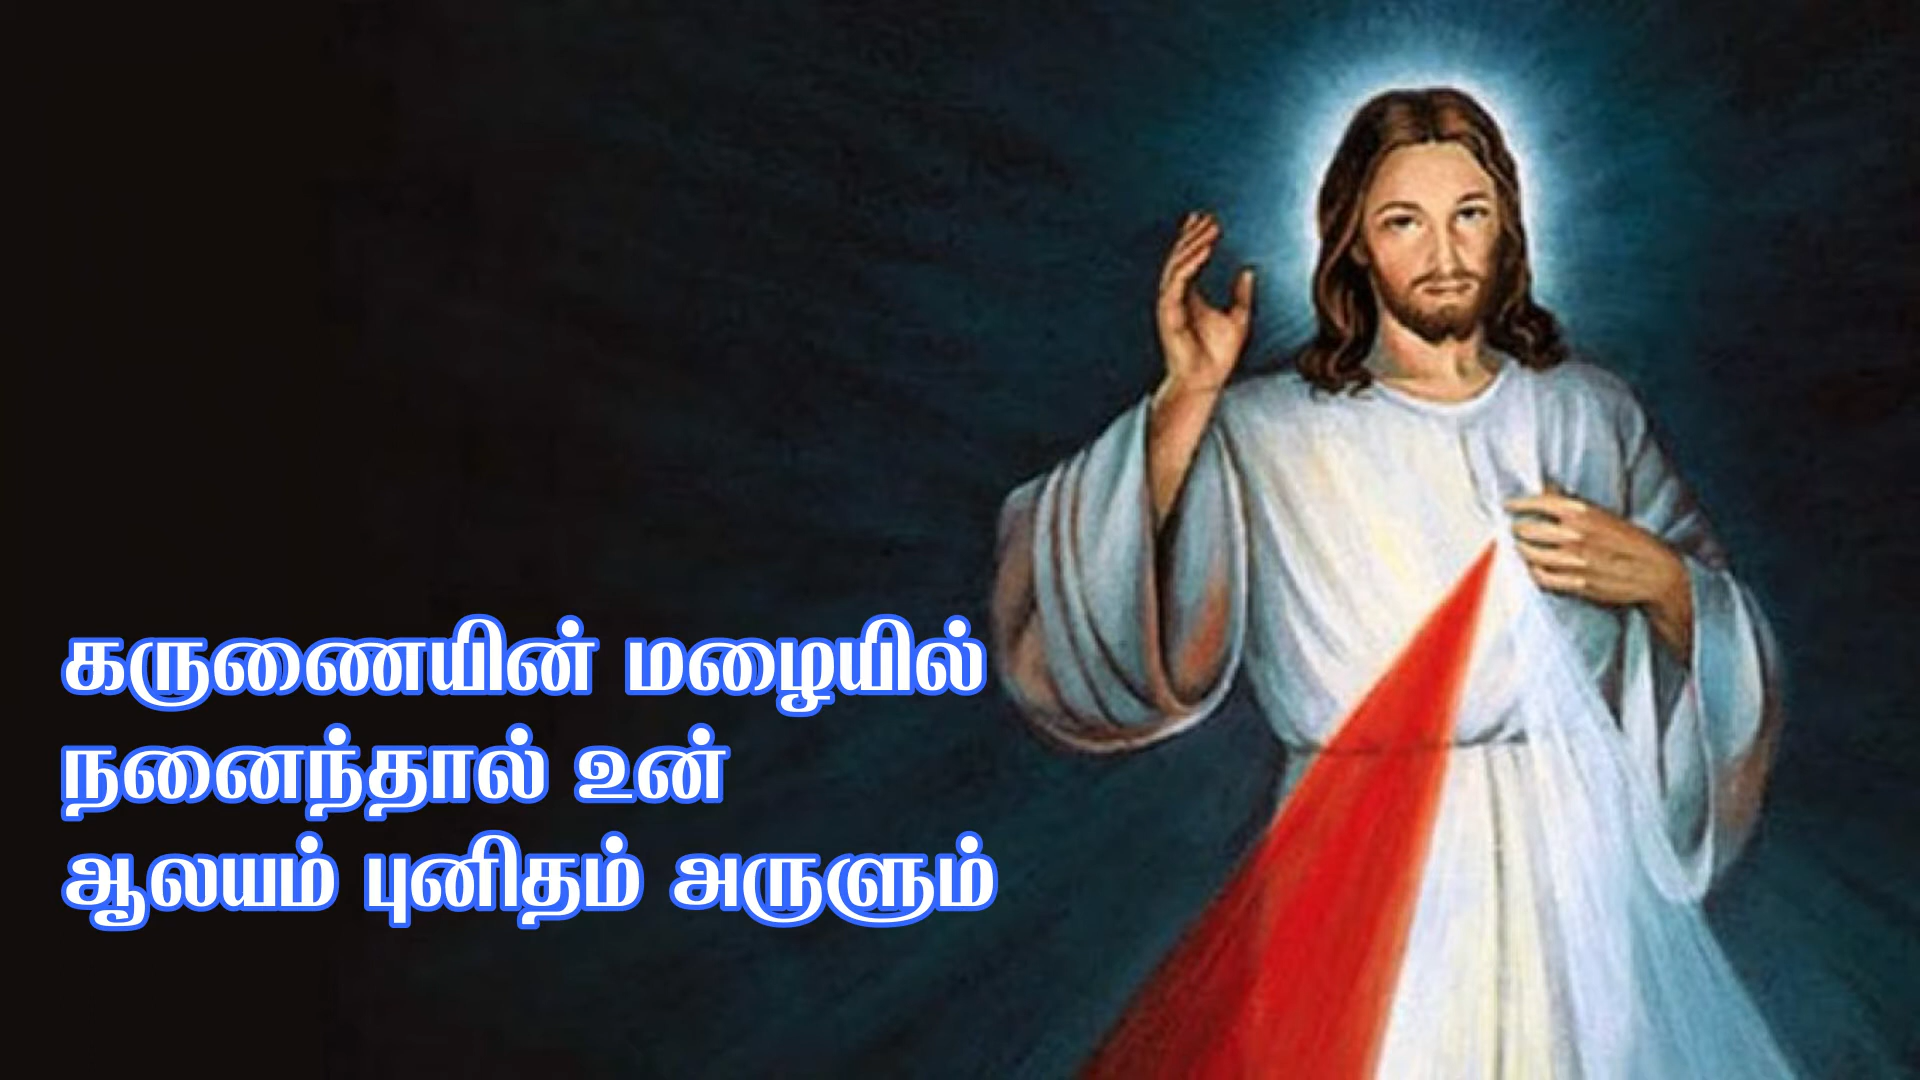 கருணையின் மழையில்
நனைந்தால் உன்
ஆலயம் புனிதம் அருளும்